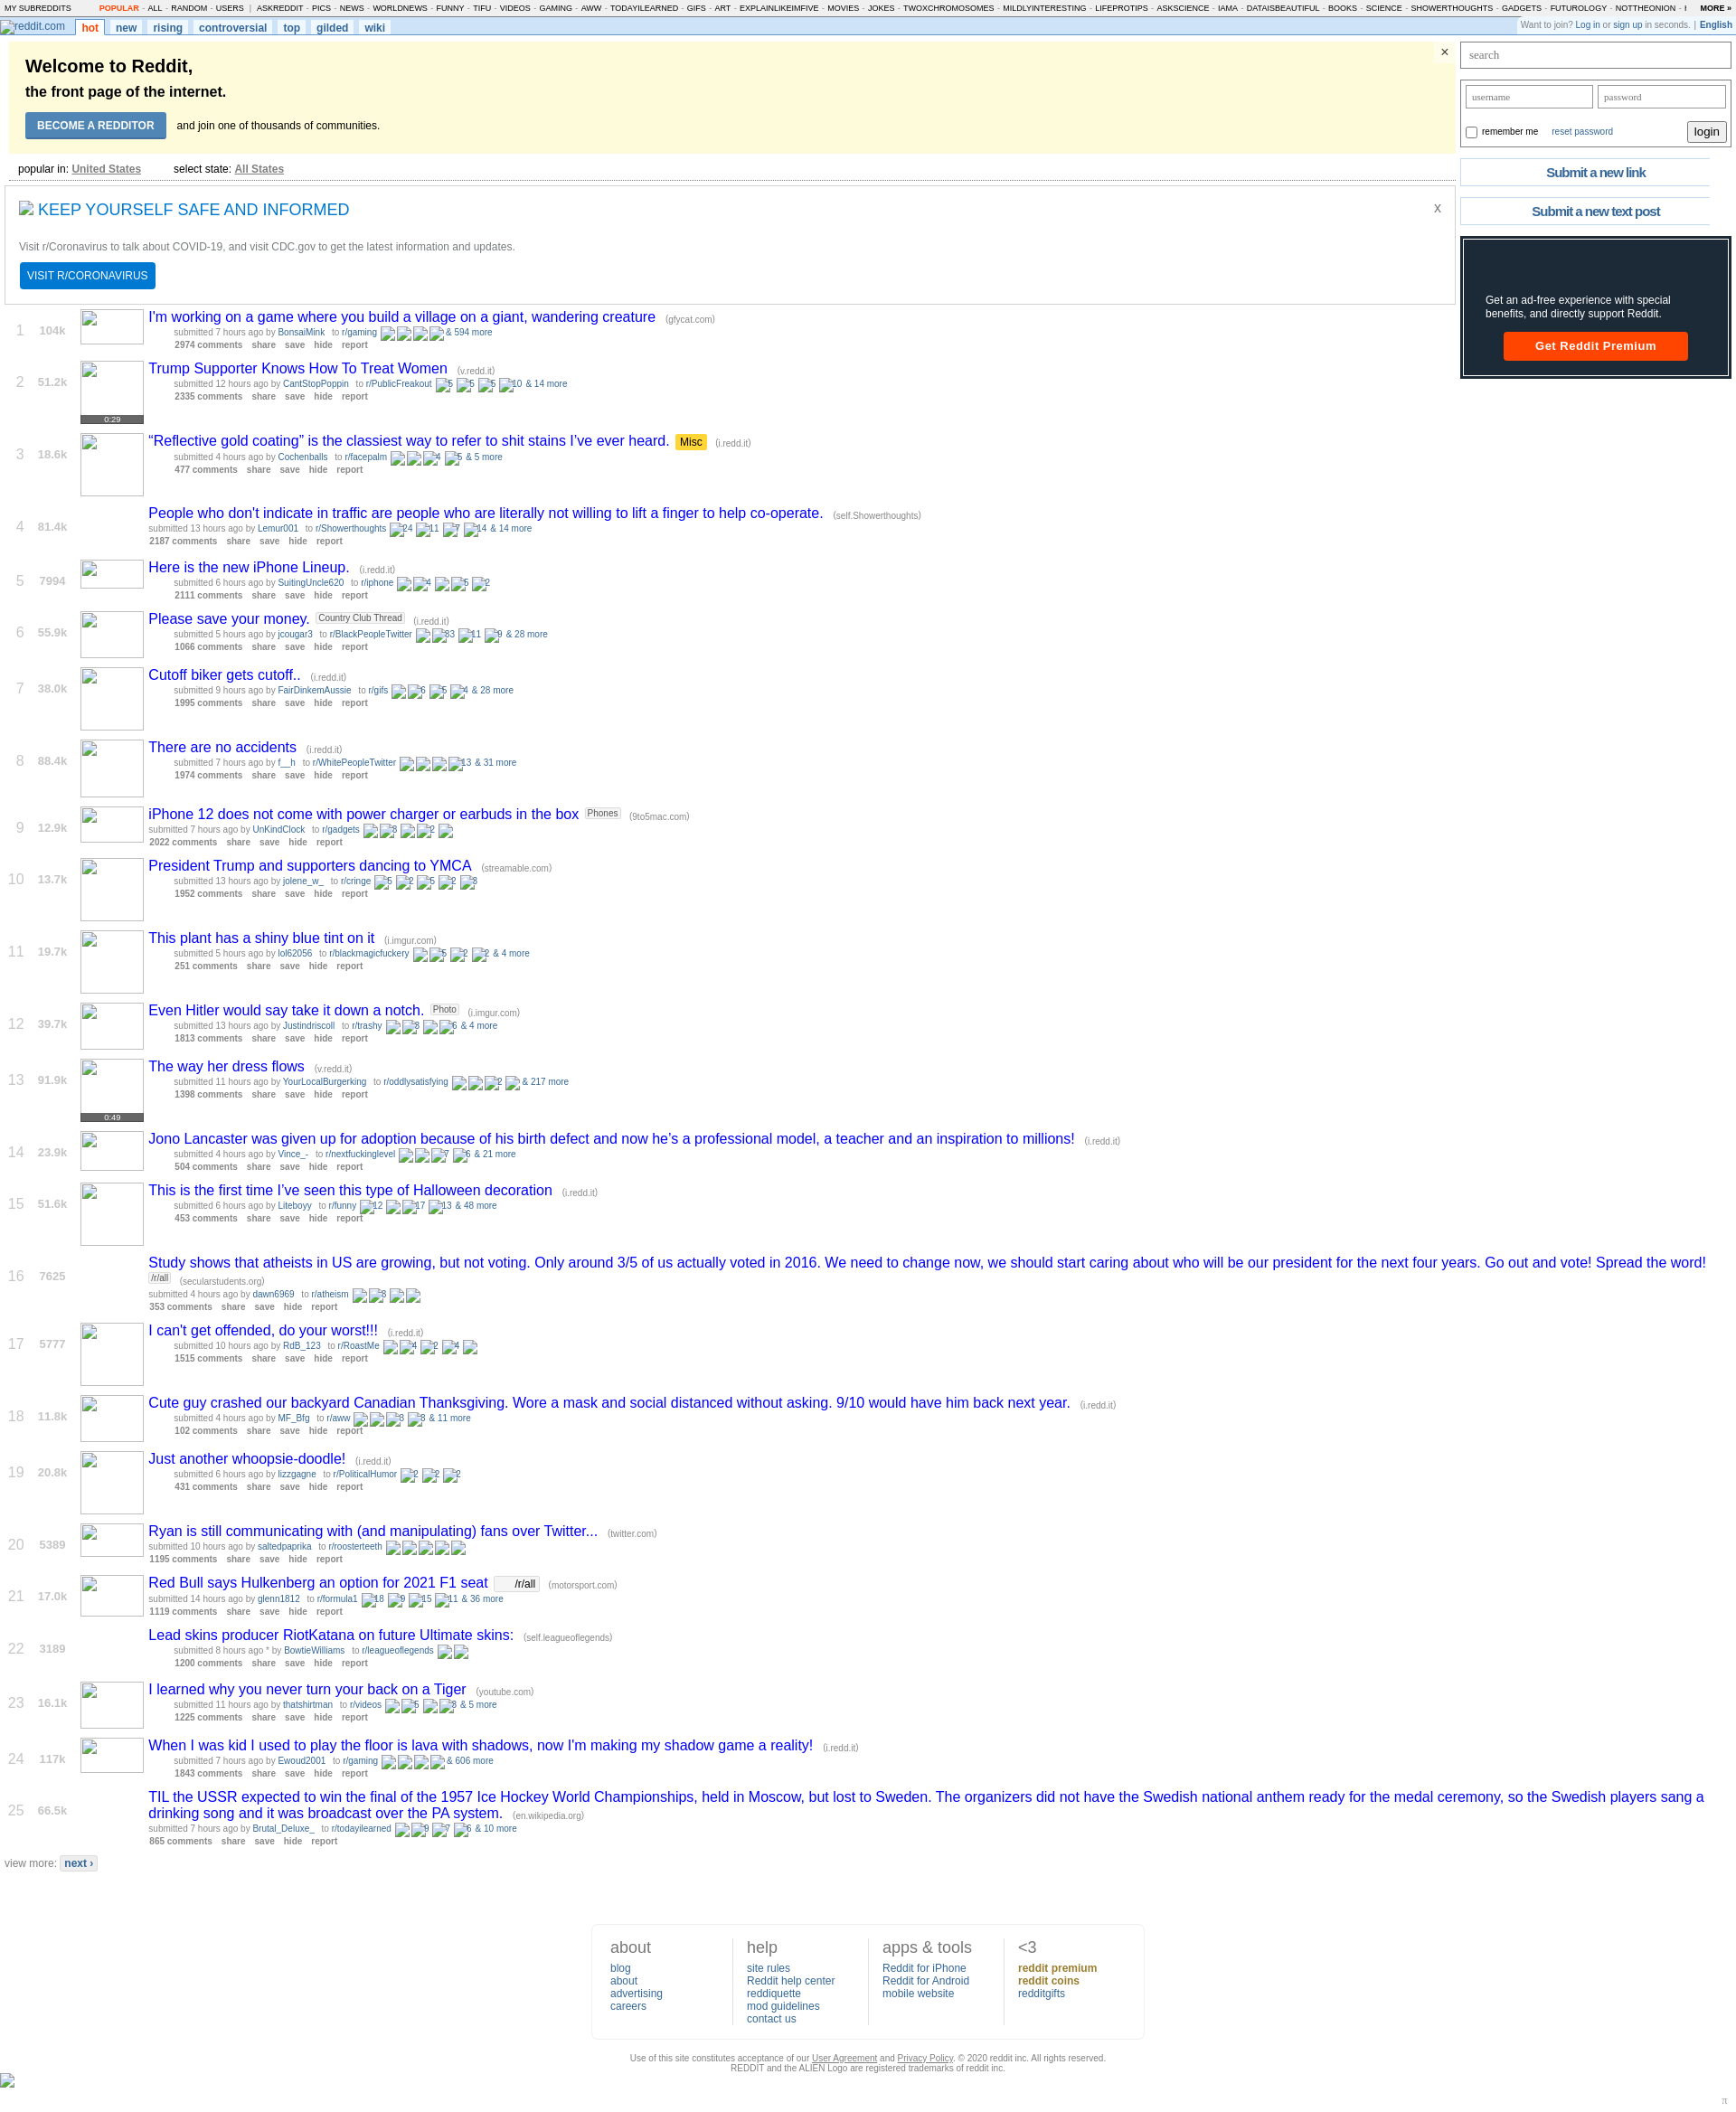 MY SUBREDDITS POPULAR - ALL - RANDOM - USERS | ASKREDDIT - PICS - NEWS - WORLDNEWS - FUNNY - TIFU - VIDEOS - GAMING - AWW - TODAYILEARNED - GIFS - ART - EXPLAINLIKEIMFIVE - MOVIES - JOKES - TWOXCHROMOSOMES - MILDLYINTERESTING - LIFEPROTIPS - ASKSCIENCE - IAMA - DATAISBEAUTIFUL - BOOKS - SCIENCE - SHOWERTHOUGHTS - GADGETS - FUTUROLOGY - NOTTHEONION - MORE »
reddit.com hot new rising controversial top gilded wiki Want to join? Log in or sign up in seconds. | English
Welcome to Reddit,
the front page of the internet.
BECOME A REDDITOR and join one of thousands of communities.
×
popular in: United States select state: All States
KEEP YOURSELF SAFE AND INFORMED x
Visit r/Coronavirus to talk about COVID-19, and visit CDC.gov to get the latest information and updates.
VISIT R/CORONAVIRUS
search
username password
remember me reset password login
Submit a new link
Submit a new text post
Get an ad-free experience with special
benefits, and directly support Reddit.
Get Reddit Premium
1 104k I'm working on a game where you build a village on a giant, wandering creature (gfycat.com)
submitted 7 hours ago by BonsaiMink to r/gaming & 594 more
2974 comments share save hide report
2 51.2k Trump Supporter Knows How To Treat Women (v.redd.it)
submitted 12 hours ago by CantStopPoppin to r/PublicFreakout 5 5 5 10 & 14 more
2335 comments share save hide report
0:29
3 18.6k “Reflective gold coating” is the classiest way to refer to shit stains I’ve ever heard. Misc (i.redd.it)
submitted 4 hours ago by Cochenballs to r/facepalm 4 5 & 5 more
477 comments share save hide report
4 81.4k People who don't indicate in traffic are people who are literally not willing to lift a finger to help co-operate. (self.Showerthoughts)
submitted 13 hours ago by Lemur001 to r/Showerthoughts 24 11 7 14 & 14 more
2187 comments share save hide report
5 7994 Here is the new iPhone Lineup. (i.redd.it)
submitted 6 hours ago by SuitingUncle620 to r/iphone 4 5 2
2111 comments share save hide report
6 55.9k Please save your money. Country Club Thread (i.redd.it)
submitted 5 hours ago by jcougar3 to r/BlackPeopleTwitter 33 11 9 & 28 more
1066 comments share save hide report
7 38.0k Cutoff biker gets cutoff.. (i.redd.it)
submitted 9 hours ago by FairDinkemAussie to r/gifs 6 5 4 & 28 more
1995 comments share save hide report
8 88.4k There are no accidents (i.redd.it)
submitted 7 hours ago by f__h to r/WhitePeopleTwitter 13 & 31 more
1974 comments share save hide report
9 12.9k iPhone 12 does not come with power charger or earbuds in the box Phones (9to5mac.com)
submitted 7 hours ago by UnKindClock to r/gadgets 3 2
2022 comments share save hide report
10 13.7k President Trump and supporters dancing to YMCA (streamable.com)
submitted 13 hours ago by jolene_w_ to r/cringe 5 2 5 2 3
1952 comments share save hide report
11 19.7k This plant has a shiny blue tint on it (i.imgur.com)
submitted 5 hours ago by lol62056 to r/blackmagicfuckery 5 2 2 & 4 more
251 comments share save hide report
12 39.7k Even Hitler would say take it down a notch. Photo (i.imgur.com)
submitted 13 hours ago by Justindriscoll to r/trashy 3 6 & 4 more
1813 comments share save hide report
13 91.9k The way her dress flows (v.redd.it)
submitted 11 hours ago by YourLocalBurgerking to r/oddlysatisfying 2 & 217 more
1398 comments share save hide report
0:49
14 23.9k Jono Lancaster was given up for adoption because of his birth defect and now he’s a professional model, a teacher and an inspiration to millions! (i.redd.it)
submitted 4 hours ago by Vince_- to r/nextfuckinglevel 7 6 & 21 more
504 comments share save hide report
15 51.6k This is the first time I’ve seen this type of Halloween decoration (i.redd.it)
submitted 6 hours ago by Liteboyy to r/funny 12 17 13 & 48 more
453 comments share save hide report
16 7625 Study shows that atheists in US are growing, but not voting. Only around 3/5 of us actually voted in 2016. We need to change now, we should start caring about who will be our president for the next four years. Go out and vote! Spread the word!
/r/all (secularstudents.org)
submitted 4 hours ago by dawn6969 to r/atheism 3
353 comments share save hide report
17 5777 I can't get offended, do your worst!!! (i.redd.it)
submitted 10 hours ago by RdB_123 to r/RoastMe 4 2 4
1515 comments share save hide report
18 11.8k Cute guy crashed our backyard Canadian Thanksgiving. Wore a mask and social distanced without asking. 9/10 would have him back next year. (i.redd.it)
submitted 4 hours ago by MF_Bfg to r/aww 3 3 & 11 more
102 comments share save hide report
19 20.8k Just another whoopsie-doodle! (i.redd.it)
submitted 6 hours ago by lizzgagne to r/PoliticalHumor 2 2 2
431 comments share save hide report
20 5389 Ryan is still communicating with (and manipulating) fans over Twitter... (twitter.com)
submitted 10 hours ago by saltedpaprika to r/roosterteeth
1195 comments share save hide report
21 17.0k Red Bull says Hulkenberg an option for 2021 F1 seat /r/all (motorsport.com)
submitted 14 hours ago by glenn1812 to r/formula1 18 9 15 11 & 36 more
1119 comments share save hide report
22 3189 Lead skins producer RiotKatana on future Ultimate skins: (self.leagueoflegends)
submitted 8 hours ago * by BowtieWilliams to r/leagueoflegends
1200 comments share save hide report
23 16.1k I learned why you never turn your back on a Tiger (youtube.com)
submitted 11 hours ago by thatshirtman to r/videos 5 3 & 5 more
1225 comments share save hide report
24 117k When I was kid I used to play the floor is lava with shadows, now I'm making my shadow game a reality! (i.redd.it)
submitted 7 hours ago by Ewoud2001 to r/gaming & 606 more
1843 comments share save hide report
25 66.5k TIL the USSR expected to win the final of the 1957 Ice Hockey World Championships, held in Moscow, but lost to Sweden. The organizers did not have the Swedish national anthem ready for the medal ceremony, so the Swedish players sang a
drinking song and it was broadcast over the PA system. (en.wikipedia.org)
submitted 7 hours ago by Brutal_Deluxe_ to r/todayilearned 9 7 6 & 10 more
865 comments share save hide report
view more: next ›
about
blog
about
advertising
careers
help
site rules
Reddit help center
reddiquette
mod guidelines
contact us
apps & tools
Reddit for iPhone
Reddit for Android
mobile website
<3
reddit premium
reddit coins
redditgifts
Use of this site constitutes acceptance of our User Agreement and Privacy Policy. © 2020 reddit inc. All rights reserved.
REDDIT and the ALIEN Logo are registered trademarks of reddit inc.
π